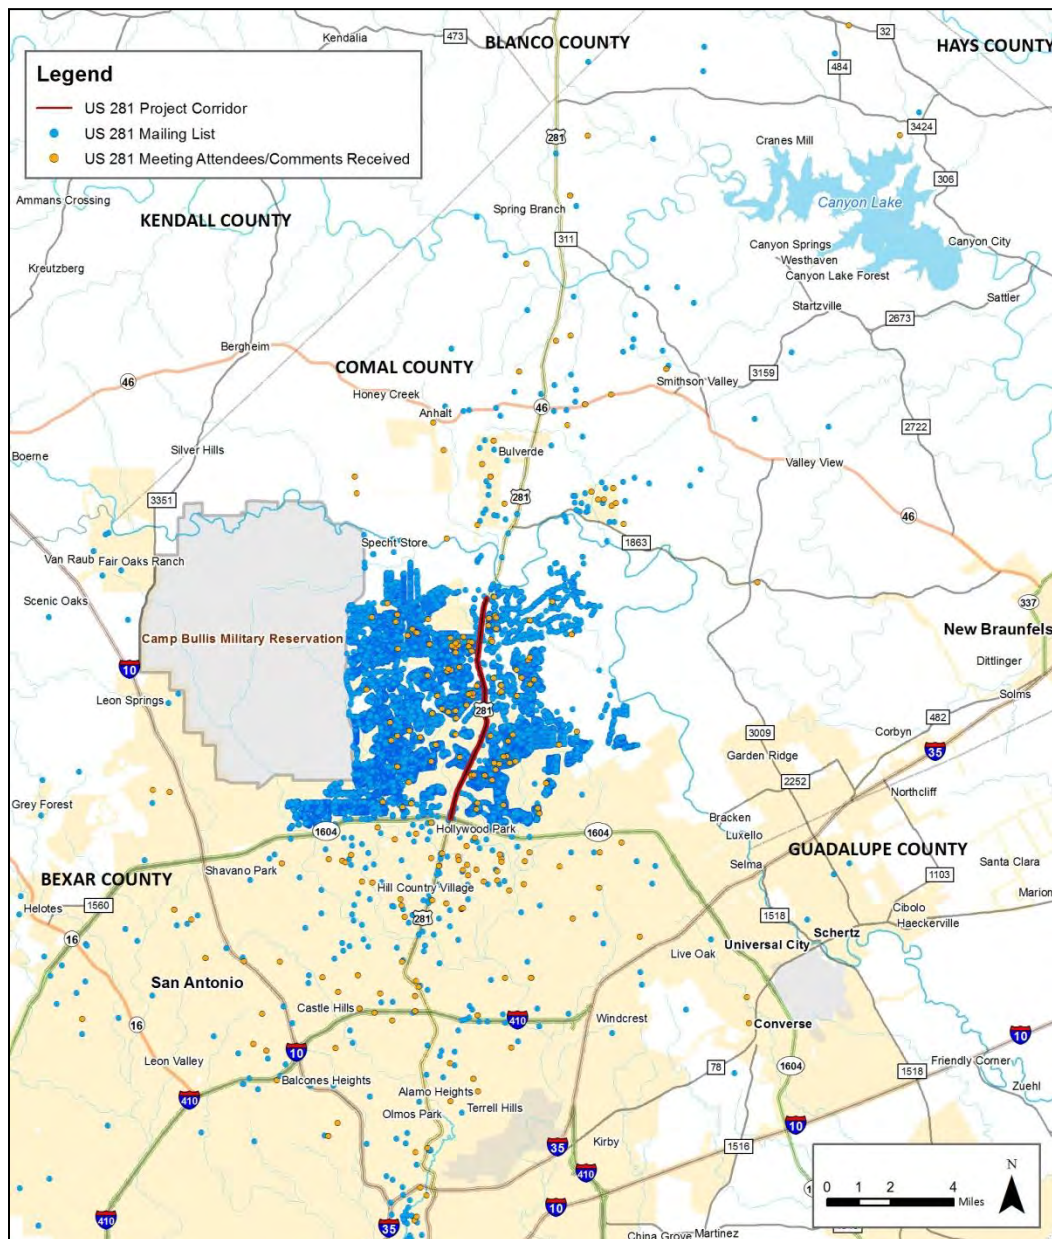 Kendalia
473
BLANCO COUNTY
32
HAYS COUNTY
484
Legend
US 281 Project Corridor
US 281 Mailing List
US 281 Meeting Attendees/Comments Received
281
3424
Cranes Mill
306
Ammans Crossing
KENDALL COUNTY
Spring Branch
Canyon Lake
311
Canyon Springs
Canyon City
Westhaven
Kreutzberg
Canyon Lake Forest
Startzville
Sattler
2673
Bergheim
COMAL COUNTY
46
Honey Creek
Smithson Valley
3159
Anhalt
46
2722
Silver Hills
Bulverde
Boerne
Valley View
3351
281
46
Specht Store
1863
Van Raub
Fair Oaks Ranch
Scenic Oaks
337
New Braunfels
Camp Bullis Military Reservation
10
Dittlinger
Leon Springs
Solms
281
482
Corbyn
3009
35
Garden Ridge
2252
Northcliff
Grey Forest
Bracken
1604
Hollywood Park
1604
Luxello
GUADALUPE COUNTY
Selma
Santa Clara
BEXAR COUNTY
Shavano Park
1103
Hill Country Village
Marion
1560
Helotes
281
Cibolo
1518
Haeckerville
16
Schertz
Universal City
Live Oak
San Antonio
Castle Hills
410
Windcrest
16
Converse
10
10
Leon Valley
78
1604
Friendly Corner
1518
Balcones Heights
Zuehl
410
Alamo Heights
Terrell Hills
Olmos Park
10
35
Kirby
1516
410
N
0 1 2 4
Miles
10
410
35
China Grove
Martinez